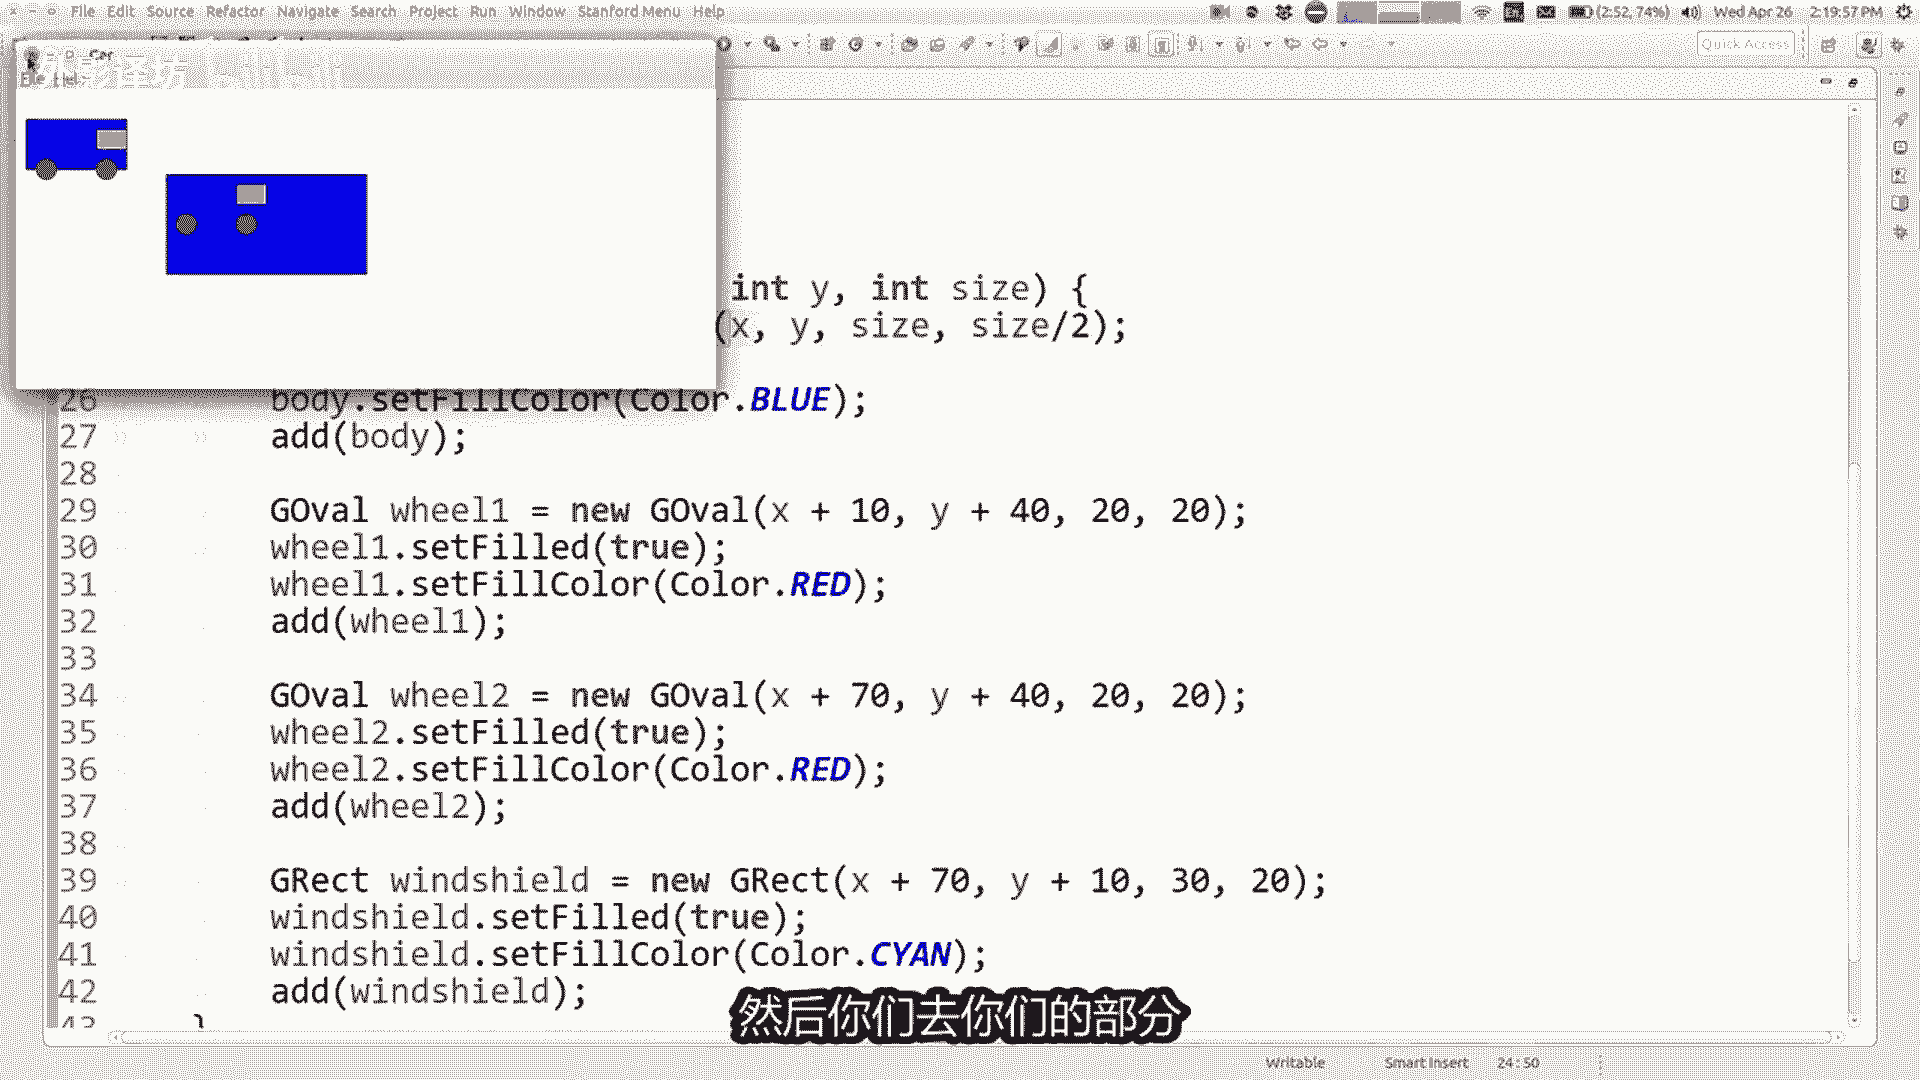 File Edit Source Refactor Navigate Search Project Run Window Stanford Menu Help
(2:52, 74%) Wed Apr 26 2:19:57 PM
Quick Access
int y, int size) {
(x, y, size, size/2);
26 body.setFillColor(Color.BLUE);
27 add(body);
28
29 GOval wheel1 = new GOval(x + 10, y + 40, 20, 20);
30 wheel1.setFilled(true);
31 wheel1.setFillColor(Color.RED);
32 add(wheel1);
33
34 GOval wheel2 = new GOval(x + 70, y + 40, 20, 20);
35 wheel2.setFilled(true);
36 wheel2.setFillColor(Color.RED);
37 add(wheel2);
38
39 GRect windshield = new GRect(x + 70, y + 10, 30, 20);
40 windshield.setFilled(true);
41 windshield.setFillColor(Color.CYAN);
42 add(windshield);
43 }
然后你们去你们的部分
Writable Smart Insert 24:50